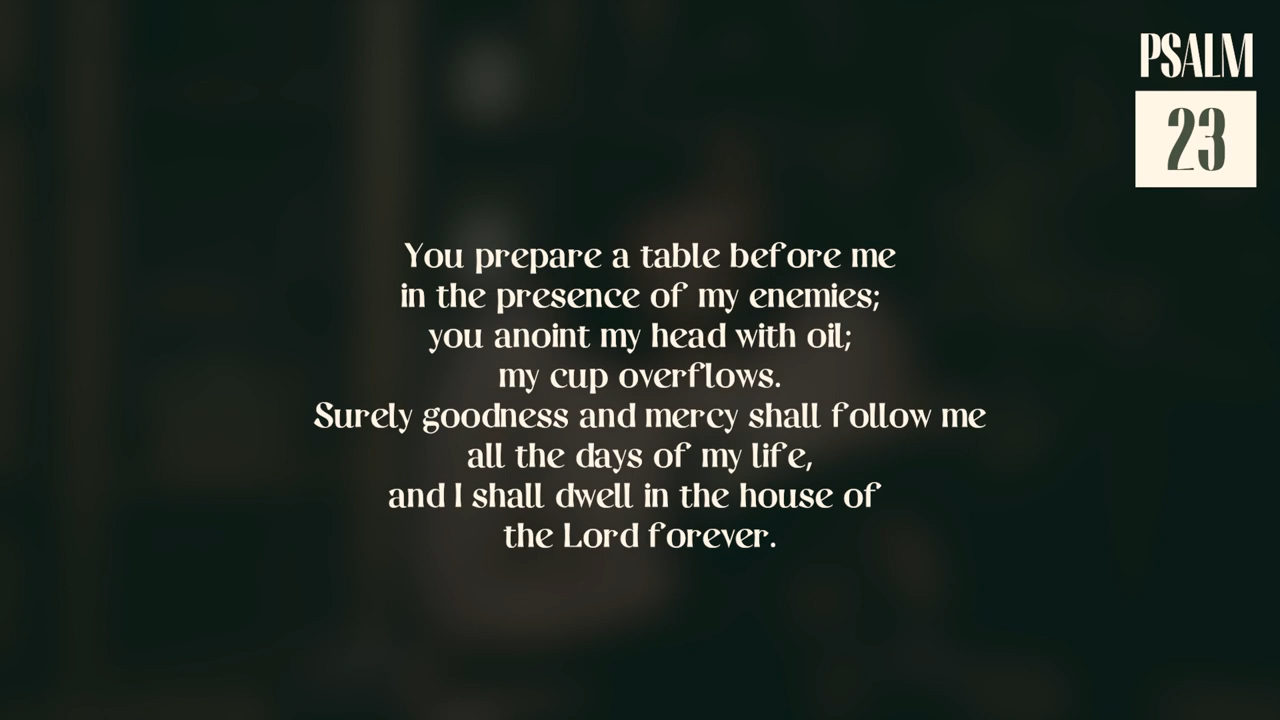 PSALM
23
You prepare a table before me
in the presence of my enemies;
you anoint my head with oil;
my cup overflows.
Surely goodness and mercy shall follow me
all the days of my life,
and I shall dwell in the house of
the Lord forever.